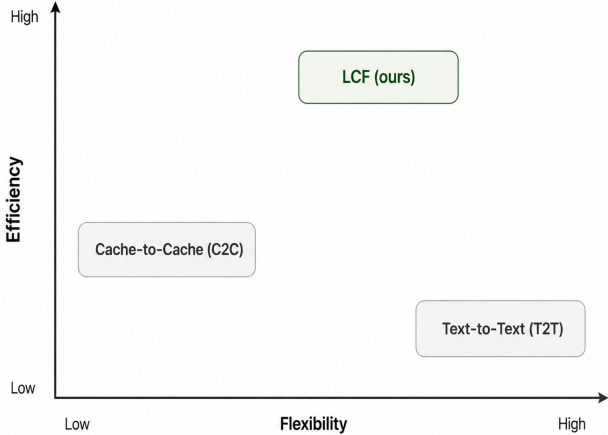 High
LCF (ours)
Efficiency
Cache-to-Cache (C2C)
Text-to-Text (T2T)
Low
Low
Flexibility
High